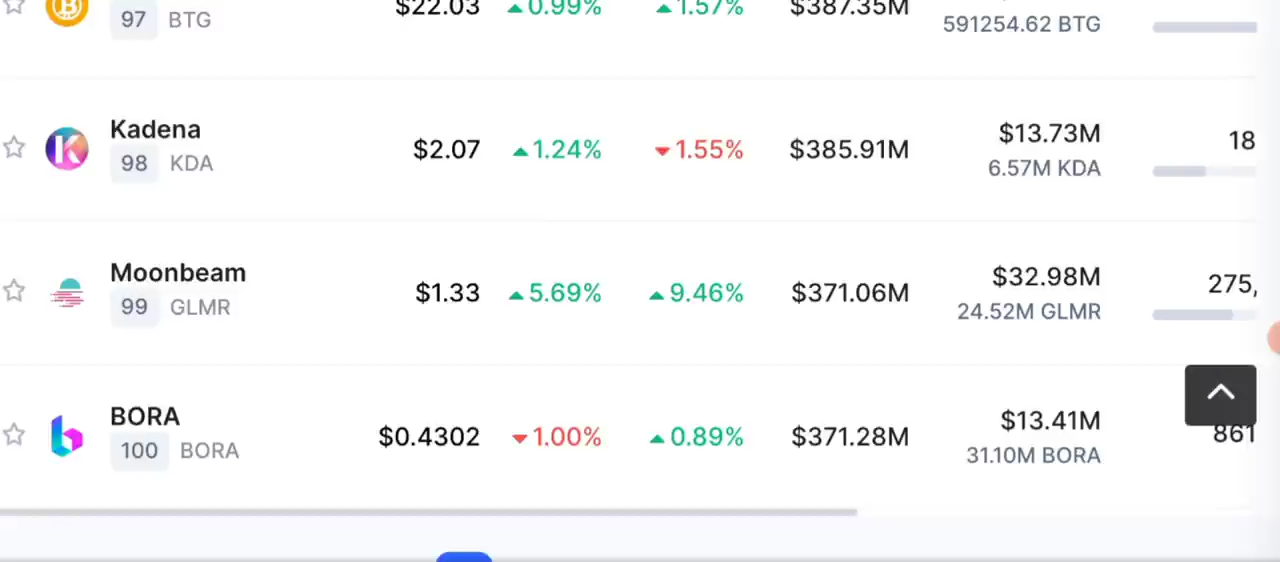 $22.03 0.99% 1.57% $387.35M
97 BTG 591254.62 BTG
Kadena
$2.07 1.24% 1.55% $385.91M $13.73M 18
98 KDA 6.57M KDA
Moonbeam
$1.33 5.69% 9.46% $371.06M $32.98M 275,
99 GLMR 24.52M GLMR
BORA
$0.4302 1.00% 0.89% $371.28M $13.41M 861
100 BORA 31.10M BORA